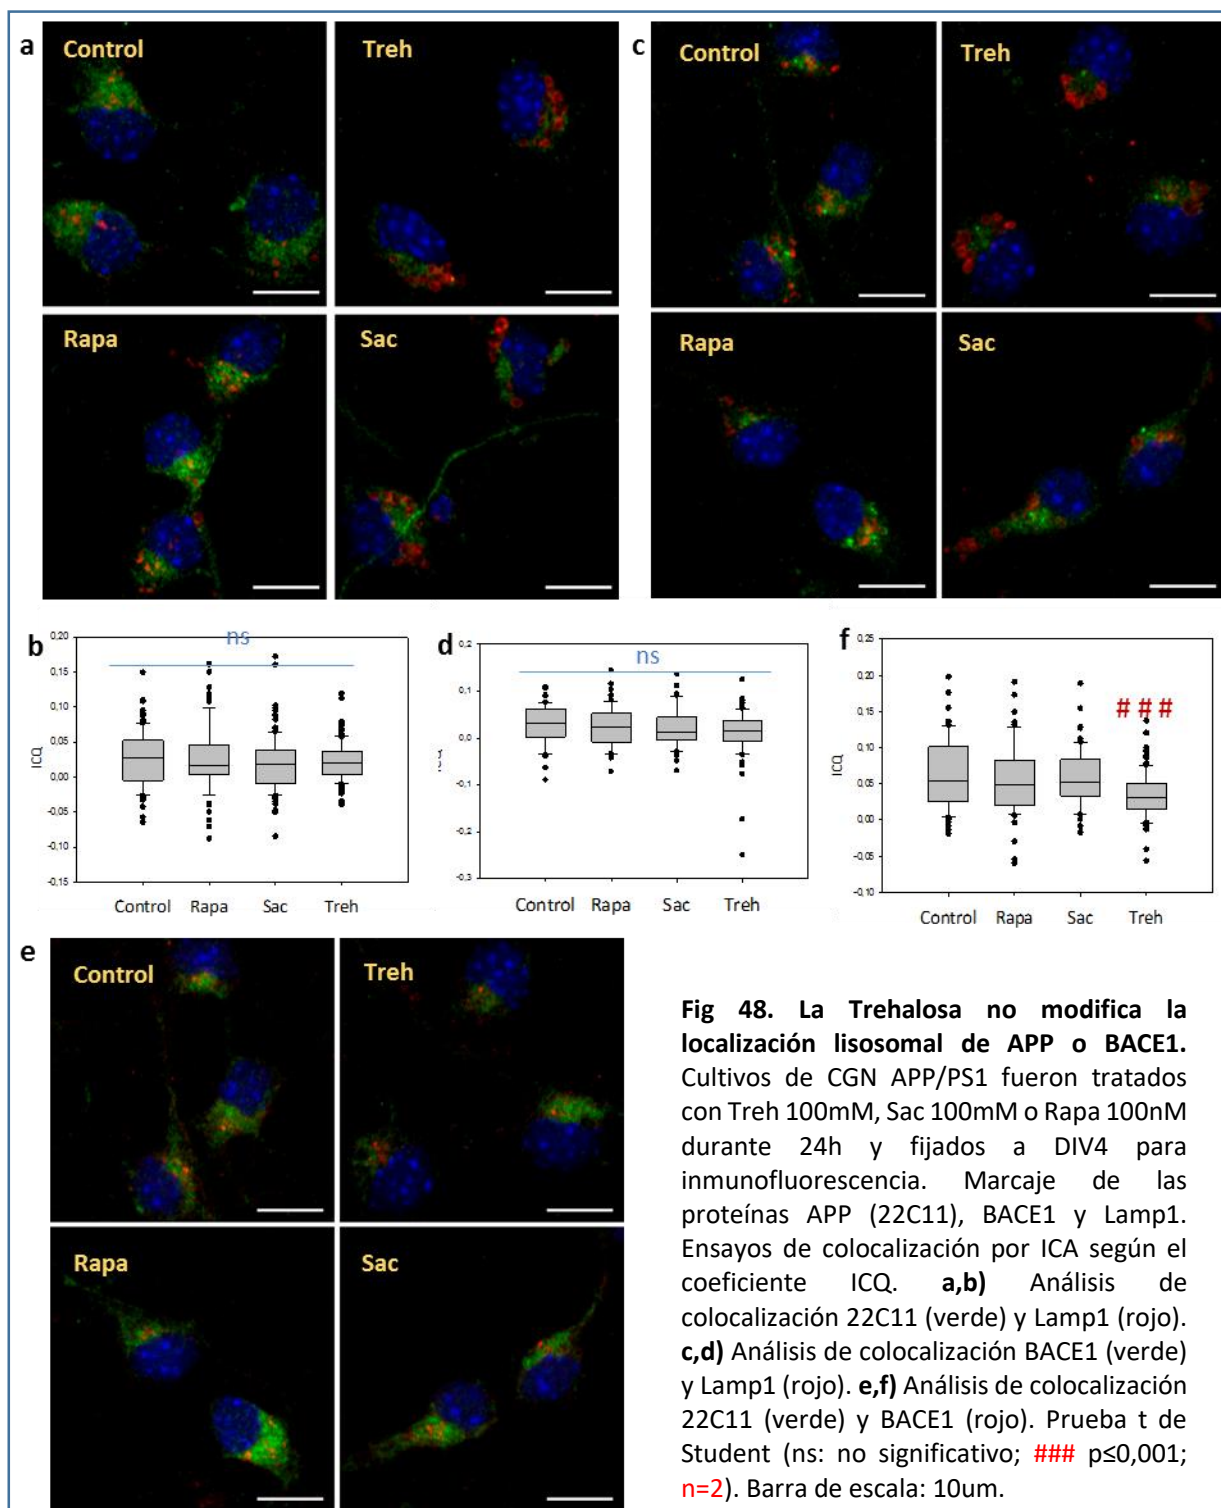 a
Control
Treh
c
Control
Treh
Rapa
Sac
Rapa
Sac
b
ns
0,20
0,15
0,10
0,05
0,00
-0,05
-0,10
-0,15
ICQ
Control Rapa Sac Treh
d
ns
0,2
0,1
0,0
-0,1
-0,2
-0,3
ICQ
Control Rapa Sac Treh
f
###
0,25
0,20
0,15
0,10
0,05
0,00
-0,05
-0,10
ICQ
Control Rapa Sac Treh
e
Control
Treh
Rapa
Sac
Fig 48. La Trehalosa no modifica la
localización lisosomal de APP o BACE1.
Cultivos de CGN APP/PS1 fueron tratados
con Treh 100mM, Sac 100mM o Rapa 100nM
durante 24h y fijados a DIV4 para
inmunofluorescencia. Marcaje de las
proteínas APP (22C11), BACE1 y Lamp1.
Ensayos de colocalización por ICA según el
coeficiente ICQ. a,b) Análisis de
colocalización 22C11 (verde) y Lamp1 (rojo).
c,d) Análisis de colocalización BACE1 (verde)
y Lamp1 (rojo). e,f) Análisis de colocalización
22C11 (verde) y BACE1 (rojo). Prueba t de
Student (ns: no significativo; ### p≤0,001;
n=2). Barra de escala: 10um.